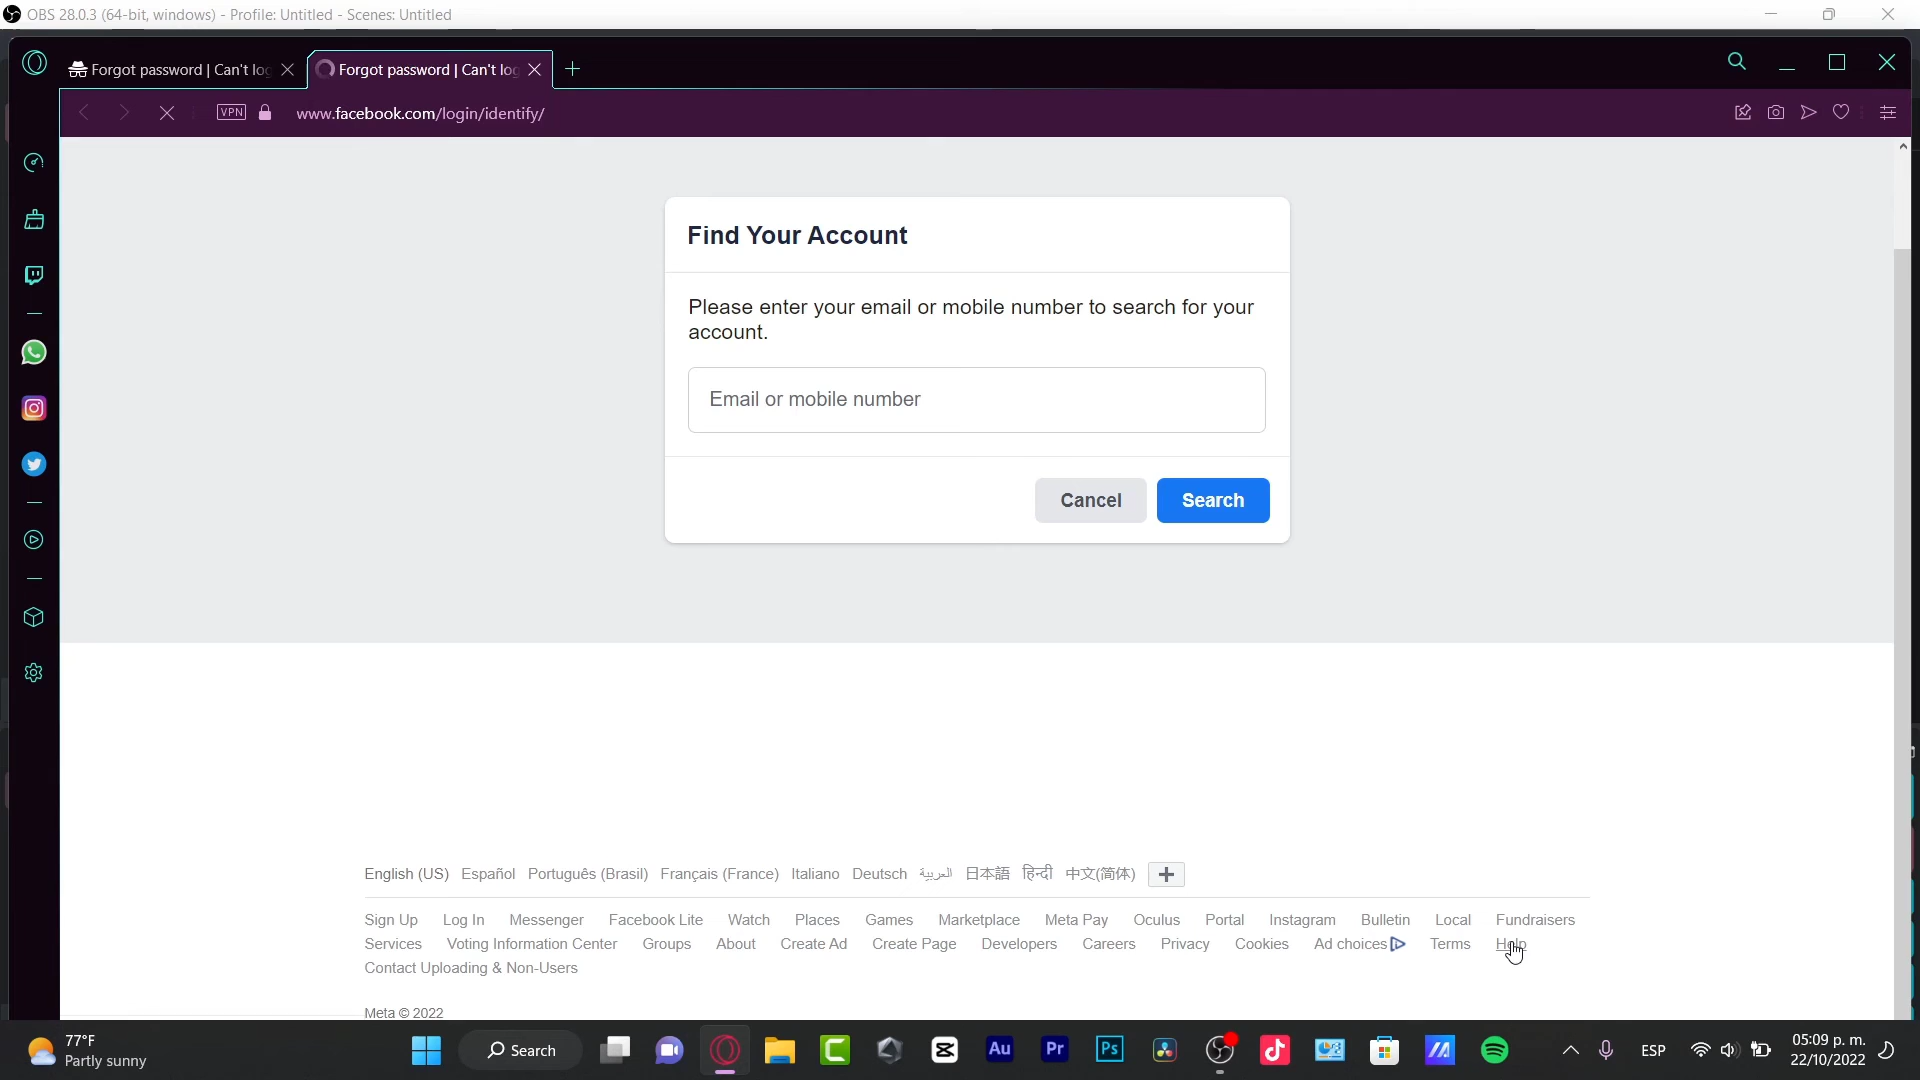 OBS 28.0.3 (64-bit, windows) - Profile: Untitled - Scenes: Untitled
Forgot password | Can't log
Forgot password | Can't log
VPN
www.facebook.com/login/identify/
Find Your Account
Please enter your email or mobile number to search for your
account.
Email or mobile number
Cancel
Search
English (US) Español Português (Brasil) Français (France) Italiano Deutsch العربية 日本語 हिन्दी 中文(简体)
Sign Up Log In Messenger Facebook Lite Watch Places Games Marketplace Meta Pay Oculus Portal Instagram Bulletin Local Fundraisers
Services Voting Information Center Groups About Create Ad Create Page Developers Careers Privacy Cookies Ad choices Terms Help
Contact Uploading & Non-Users
Meta © 2022
77°F
Partly sunny
Search
Au
Pr
Ps
ESP
05:09 p. m.
22/10/2022